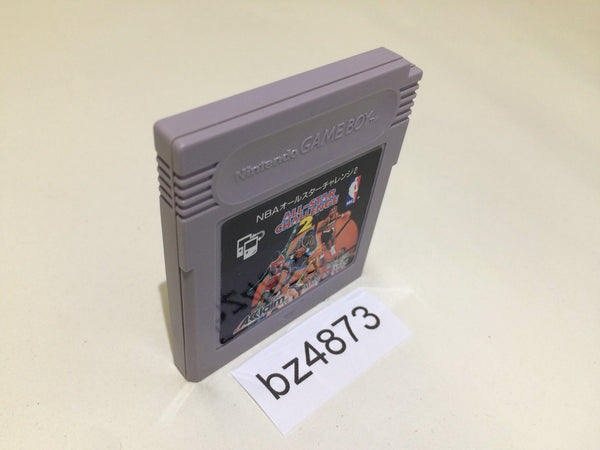 Nintendo GAME BOY
NBAオールスターチャレンジ2
ALL-STAR
CHALLENGE
2
AKKLAIM
bz4873